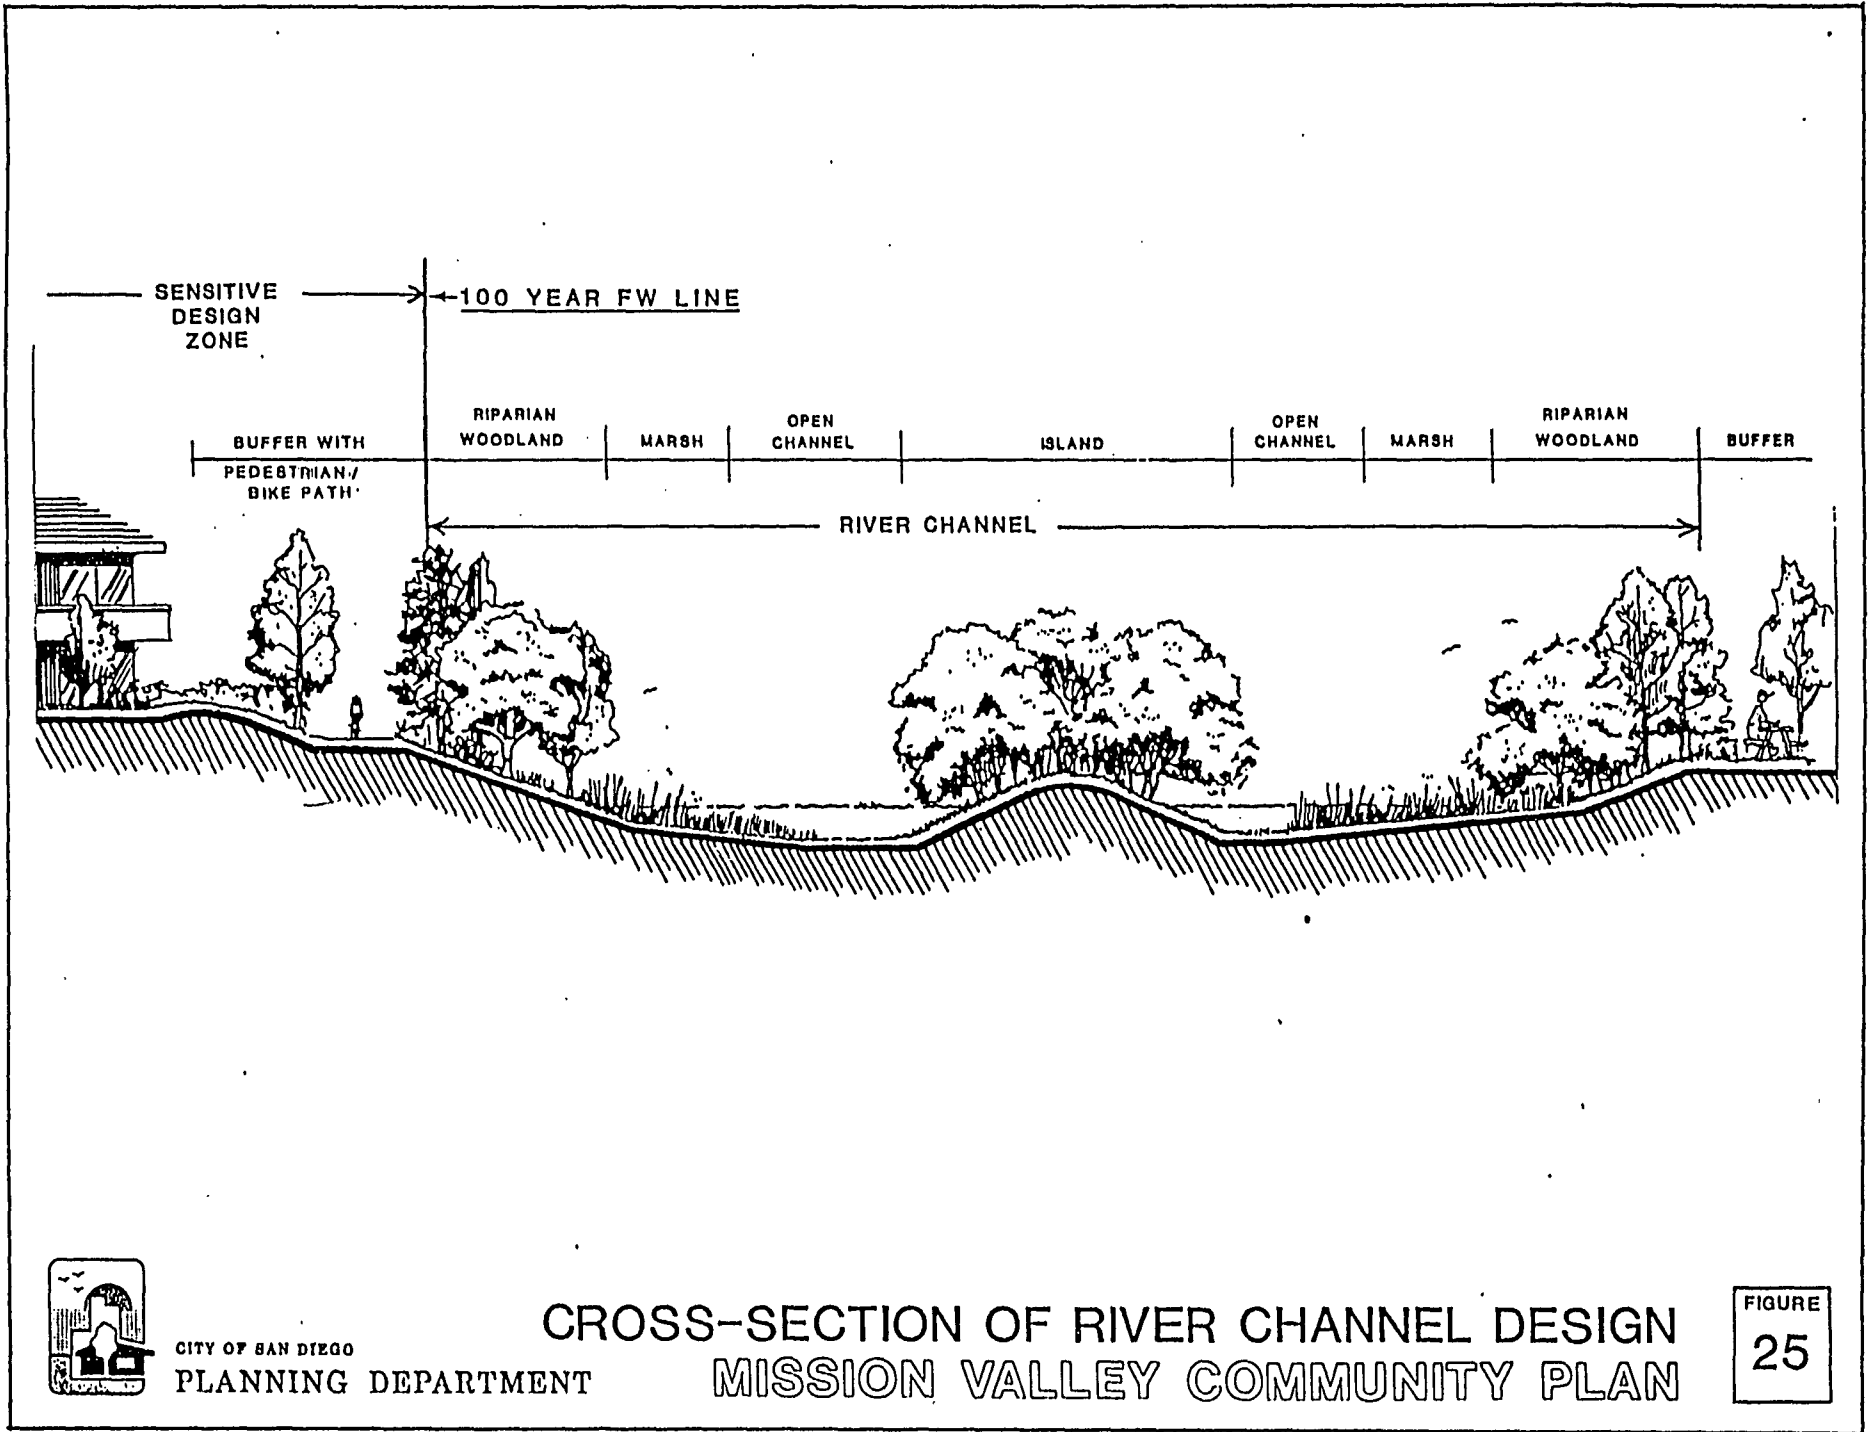 SENSITIVE
DESIGN
ZONE
100 YEAR FW LINE
BUFFER WITH
PEDESTRIAN/
BIKE PATH
RIPARIAN
WOODLAND
MARSH
OPEN
CHANNEL
ISLAND
OPEN
CHANNEL
MARSH
RIPARIAN
WOODLAND
BUFFER
RIVER CHANNEL
CITY OF SAN DIEGO
PLANNING DEPARTMENT
CROSS-SECTION OF RIVER CHANNEL DESIGN
MISSION VALLEY COMMUNITY PLAN
FIGURE
25